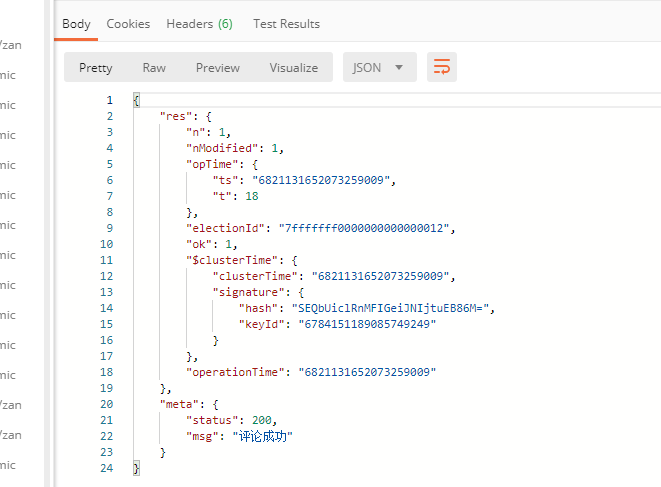 Body Cookies Headers (6) Test Results
/zan
mic
mic
mic
mic
mic
mic
mic
mic
mic
mic
mic
/zan
/zan
mic
Pretty Raw Preview Visualize JSON
1 {
2 "res": {
3 "n": 1,
4 "nModified": 1,
5 "opTime": {
6 "ts": "6821131652073259009",
7 "t": 18
8 },
9 "electionId": "7fffffff0000000000000012",
10 "ok": 1,
11 "$clusterTime": {
12 "clusterTime": "6821131652073259009",
13 "signature": {
14 "hash": "SEQbUiclRnMFIGeiJNIjtuEB86M=",
15 "keyId": "6784151189085749249"
16 }
17 },
18 "operationTime": "6821131652073259009"
19 },
20 "meta": {
21 "status": 200,
22 "msg": "评论成功"
23 }
24 }